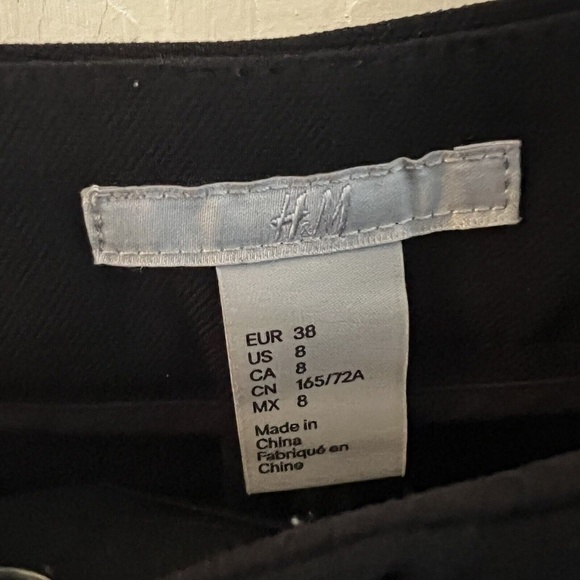 H&M
EUR 38
US 8
CA 8
CN 165/72A
MX 8
Made in
China
Fabriqué en
Chine